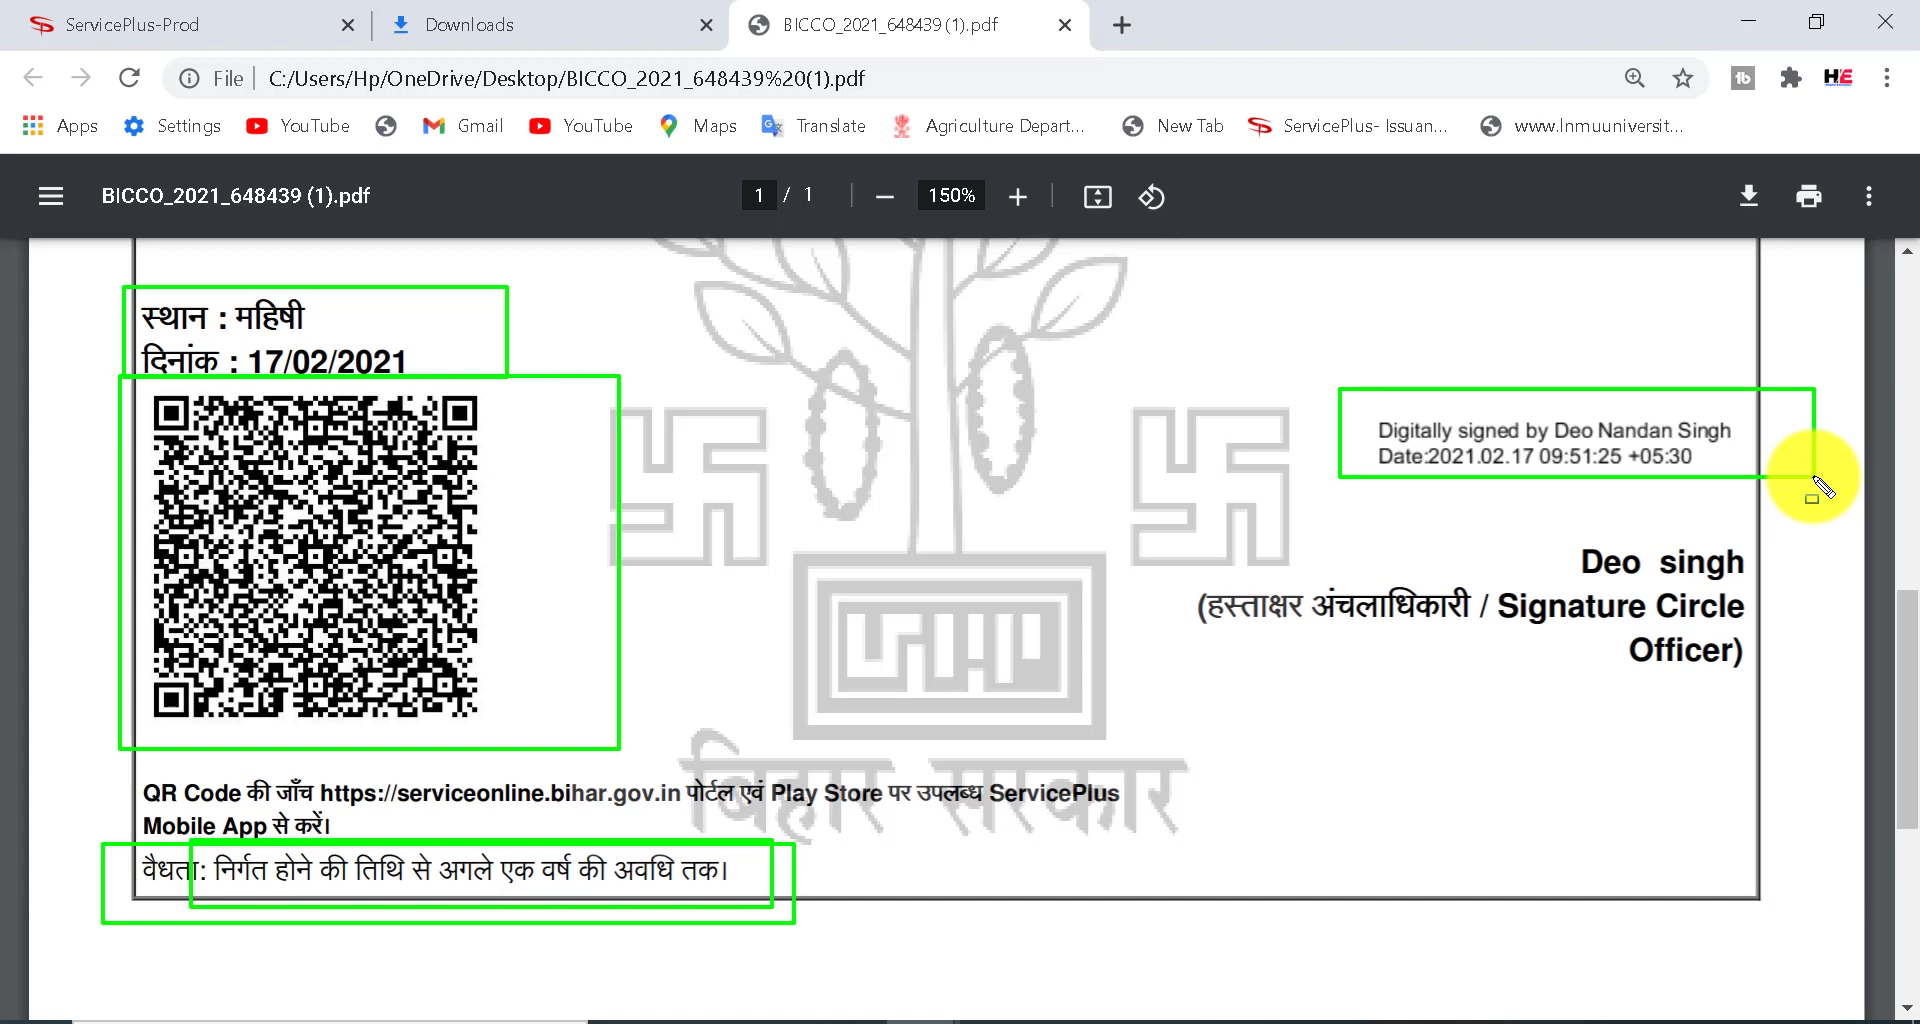 ServicePlus-Prod
Downloads
BICCO_2021_648439 (1).pdf
File
C:/Users/Hp/OneDrive/Desktop/BICCO_2021_648439%20(1).pdf
Apps
Settings
YouTube
Gmail
YouTube
Maps
Translate
Agriculture Depart...
New Tab
ServicePlus- Issuan...
www.lnmuuniversit...
BICCO_2021_648439 (1).pdf
1 / 1
150%
स्थान : महिषी
दिनांक : 17/02/2021
Digitally signed by Deo Nandan Singh
Date:2021.02.17 09:51:25 +05:30
Deo singh
(हस्ताक्षर अंचलाधिकारी / Signature Circle
Officer)
बिहार सरकार
QR Code की जाँच https://serviceonline.bihar.gov.in पोर्टल एवं Play Store पर उपलब्ध ServicePlus
Mobile App से करें।
वैधता: निर्गत होने की तिथि से अगले एक वर्ष की अवधि तक।